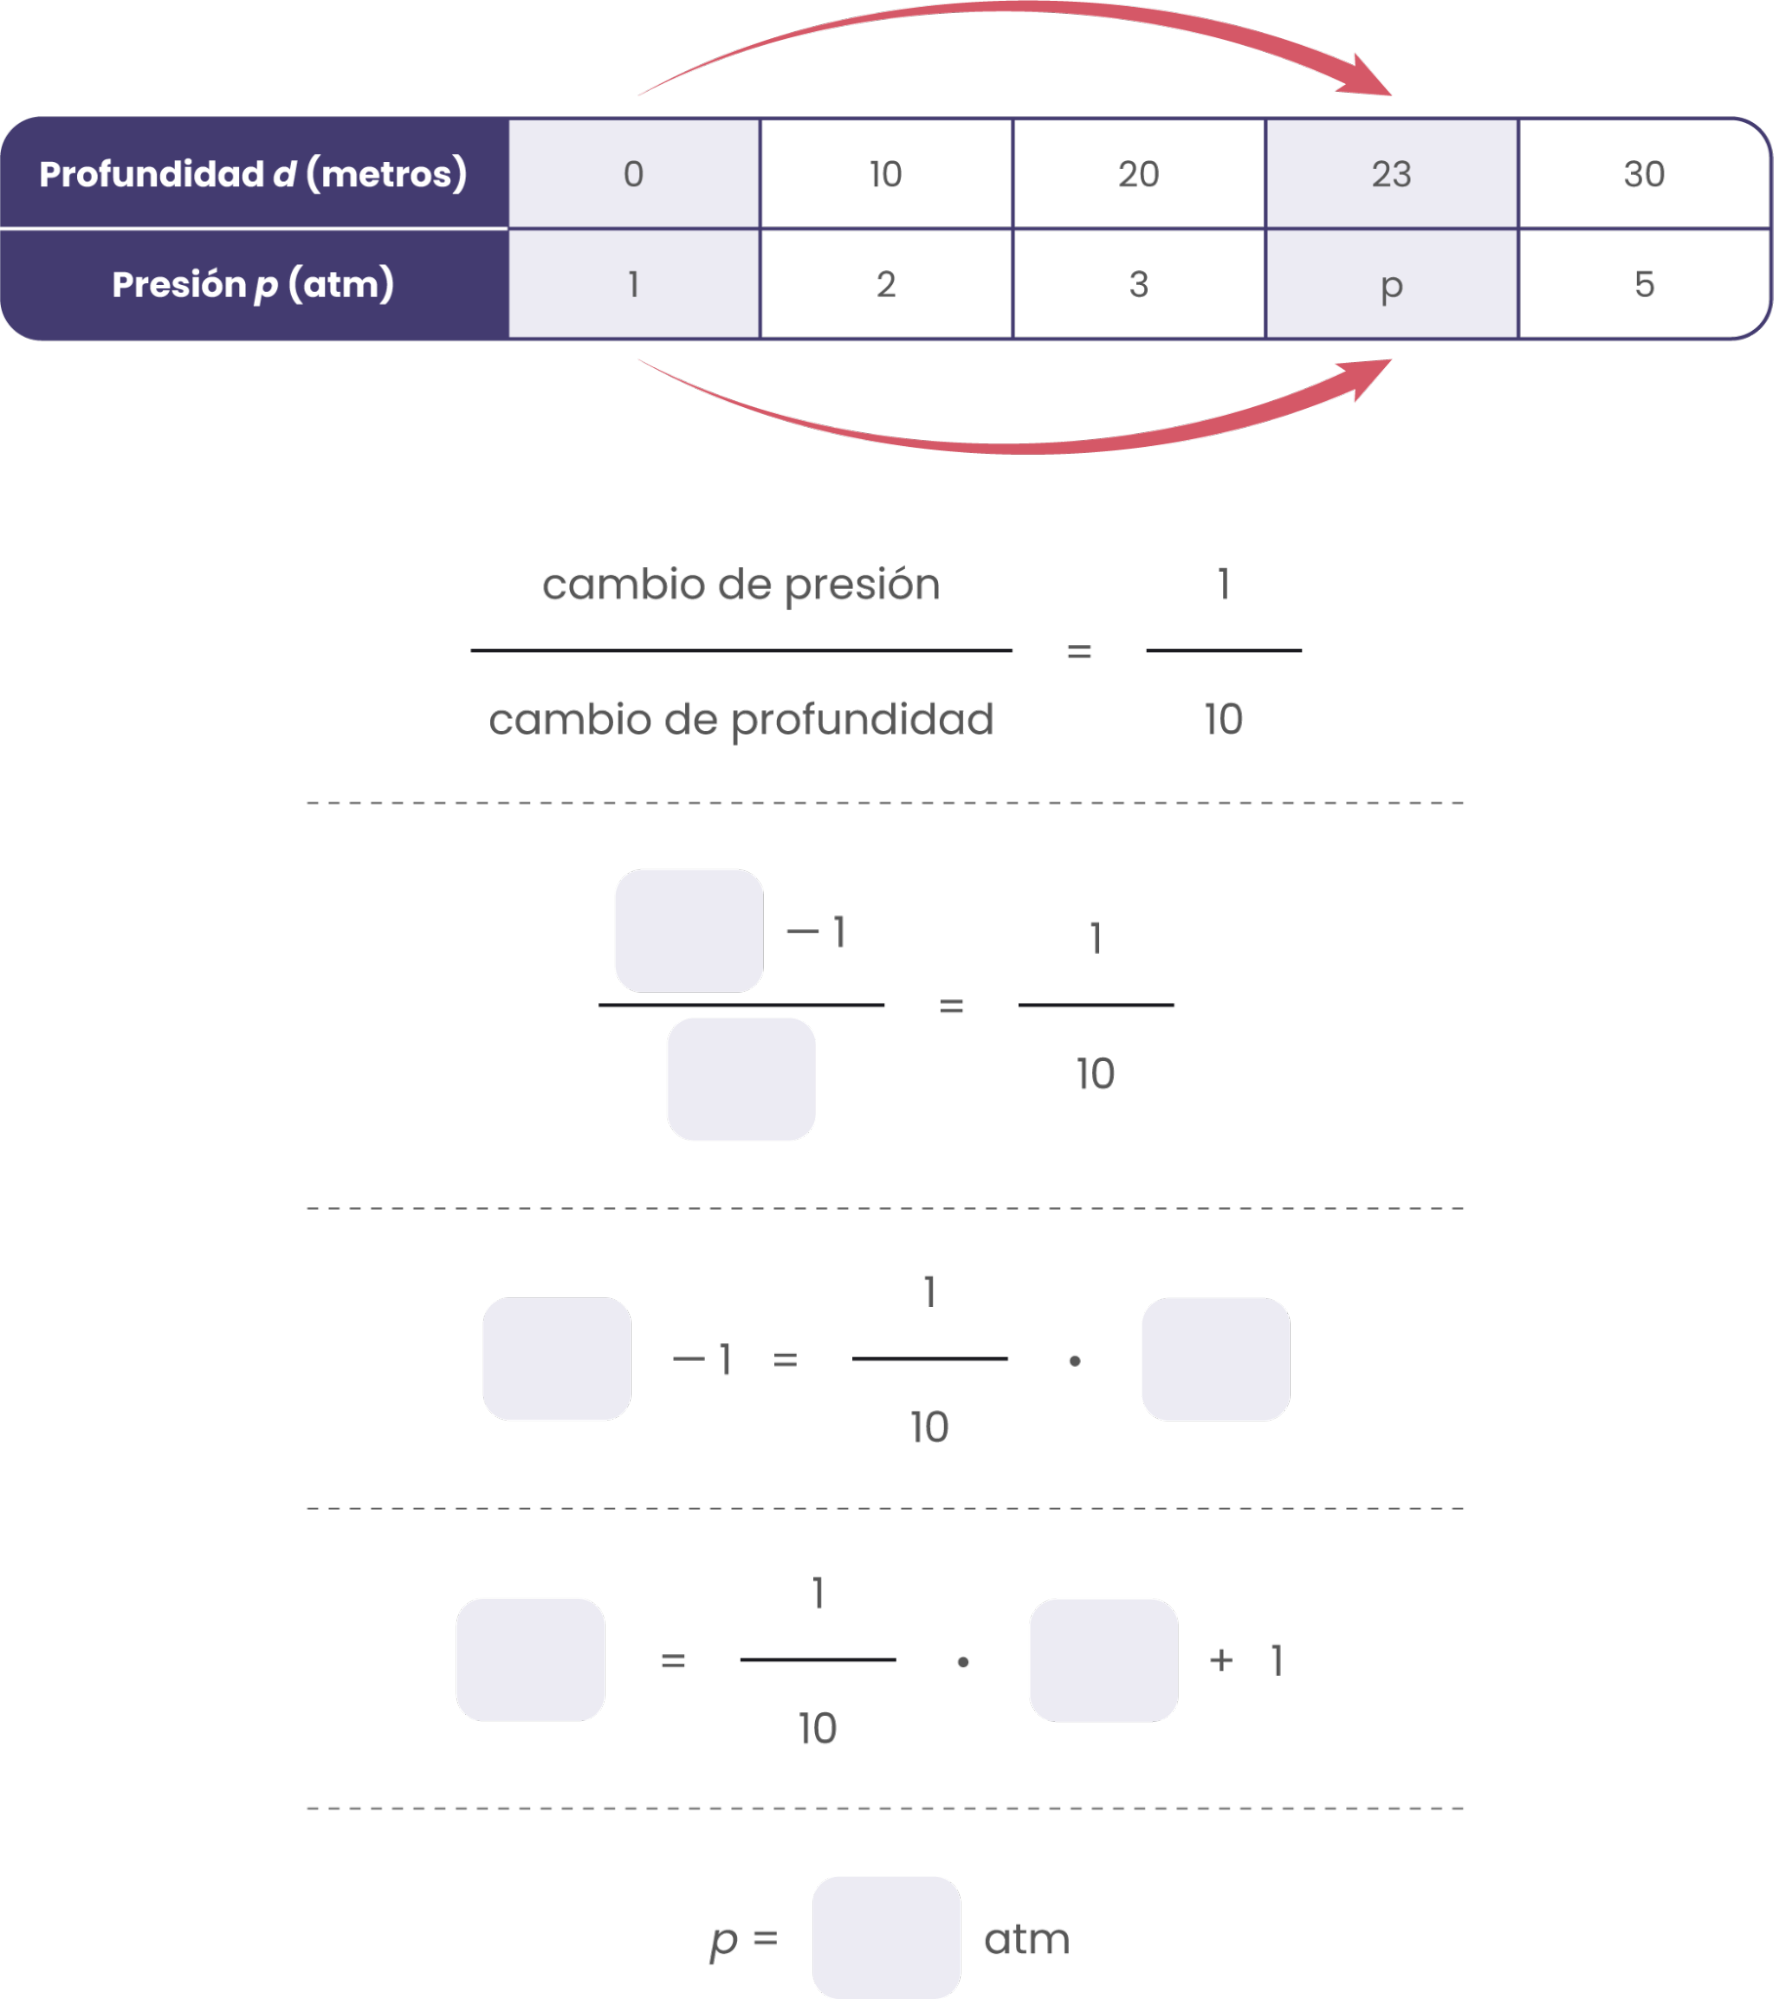 Profundidad d (metros) 0 10 20 23 30
Presión p (atm) 1 2 3 p 5
cambio de presión 1
=
cambio de profundidad 10
— 1 1
=
10
1
— 1 = •
10
1
= • + 1
10
p = atm